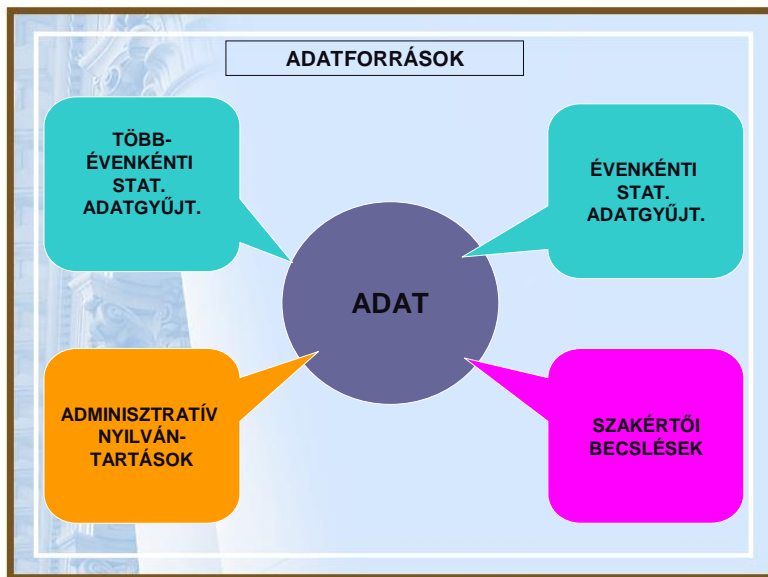 ADATFORRÁSOK
TÖBB-
ÉVENKÉNTI
STAT.
ADATGYŰJT.
ÉVENKÉNTI
STAT.
ADATGYŰJT.
ADAT
ADMINISZTRATÍV
NYILVÁN-
TARTÁSOK
SZAKÉRTŐI
BECSLÉSEK